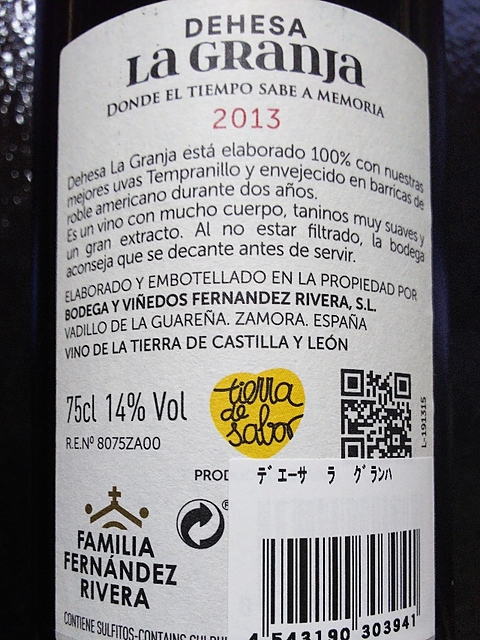 DEHESA
La GRANJA
DONDE EL TIEMPO SABE A MEMORIA
2013
Dehesa La Granja está elaborado 100% con nuestras
mejores uvas Tempranillo y envejecido en barricas de
roble americano durante dos años.
Es un vino con mucho cuerpo, taninos muy suaves y
un gran extracto. Al no estar filtrado, la bodega
aconseja que se decante antes de servir.
ELABORADO Y EMBOTELLADO EN LA PROPIEDAD POR
BODEGA Y VIÑEDOS FERNANDEZ RIVERA, S.L.
VADILLO DE LA GUAREÑA. ZAMORA. ESPAÑA
VINO DE LA TIERRA DE CASTILLA Y LEÓN
75cl 14% Vol
R.E.Nº 8075ZA00
tierra
de
sabor
L-191315
ﾃﾞｴｰｻ ﾗ ｸﾞﾗﾝﾊ
®
FAMILIA
FERNÁNDEZ
RIVERA
CONTIENE SULFITOS-CONTAINS
4 543190 303941